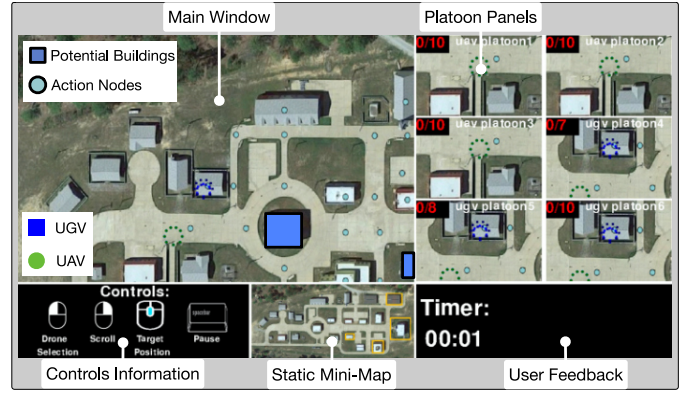 Main Window
Platoon Panels
Potential Buildings
Action Nodes
UGV
UAV
0/10 uav platoon1
0/10 uav platoon2
0/10 uav platoon3
0/7 ugv platoon4
0/8 ugv platoon5
0/10 ugv platoon6
Controls:
Drone
Selection
Scroll
Target
Position
Pause
Timer:
00:01
Controls Information
Static Mini-Map
User Feedback